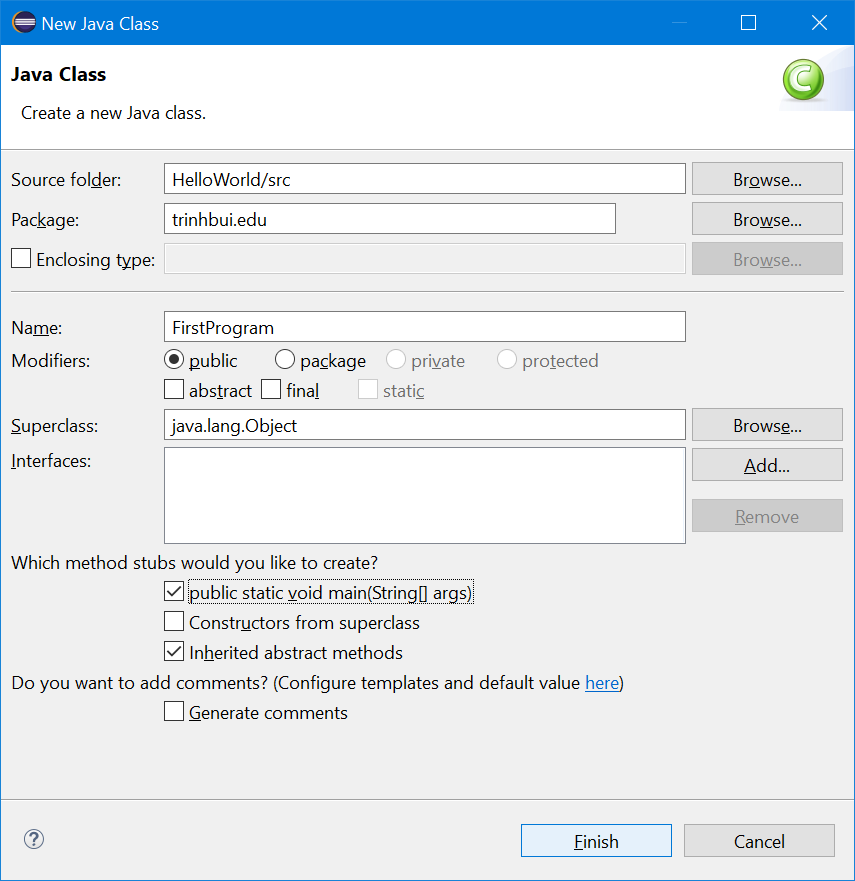 New Java Class
Java Class
Create a new Java class.
Source folder: HelloWorld/src Browse...
Package: trinhbui.edu Browse...
Enclosing type: Browse...
Name: FirstProgram
Modifiers: public package private protected
abstract final static
Superclass: java.lang.Object Browse...
Interfaces: Add...
Remove
Which method stubs would you like to create?
public static void main(String[] args)
Constructors from superclass
Inherited abstract methods
Do you want to add comments? (Configure templates and default value here)
Generate comments
? Finish Cancel